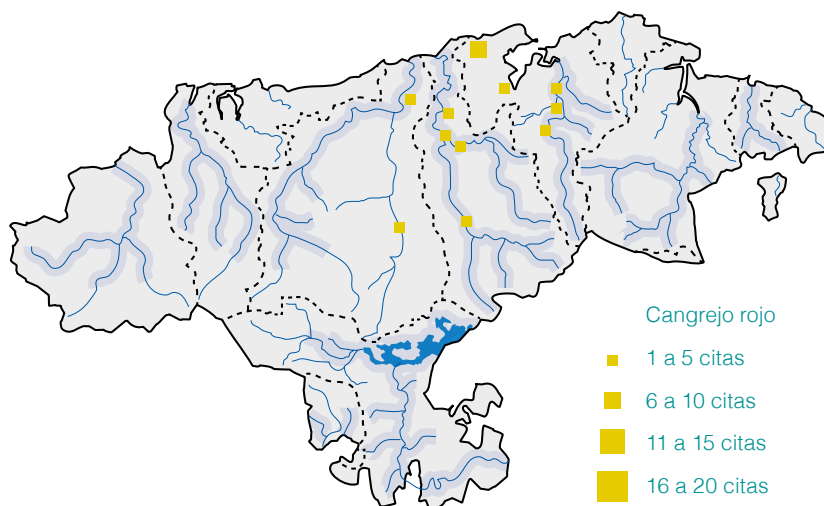 Cangrejo rojo
1 a 5 citas
6 a 10 citas
11 a 15 citas
16 a 20 citas